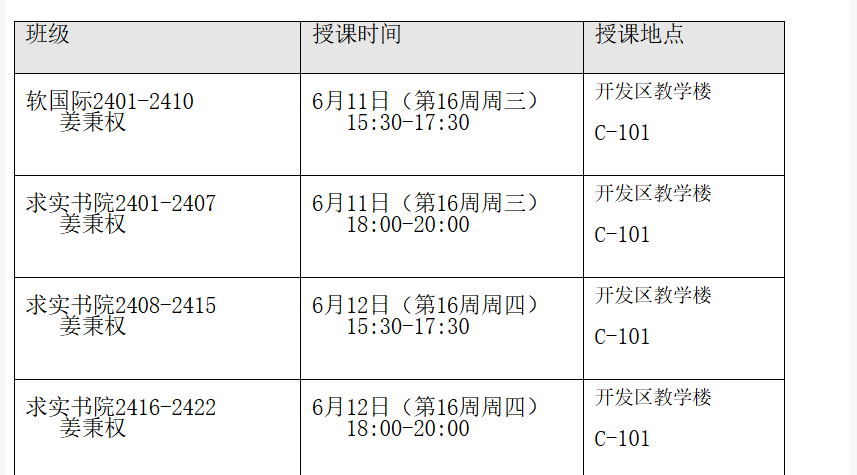 班级 授课时间 授课地点
软国际2401-2410
姜秉权
6月11日（第16周周三）
15:30-17:30
开发区教学楼
C-101
求实书院2401-2407
姜秉权
6月11日（第16周周三）
18:00-20:00
开发区教学楼
C-101
求实书院2408-2415
姜秉权
6月12日（第16周周四）
15:30-17:30
开发区教学楼
C-101
求实书院2416-2422
姜秉权
6月12日（第16周周四）
18:00-20:00
开发区教学楼
C-101